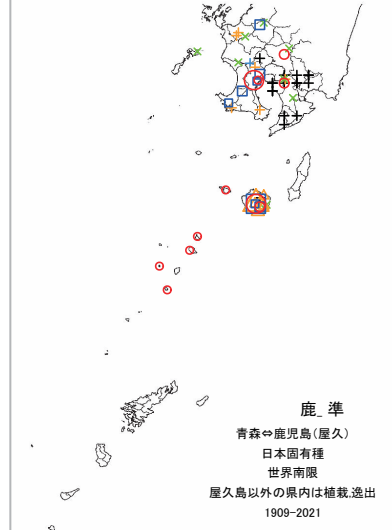 鹿_ 準
青森⇔鹿児島(屋久)
日本固有種
世界南限
屋久島以外の県内は植栽,逸出
1909-2021